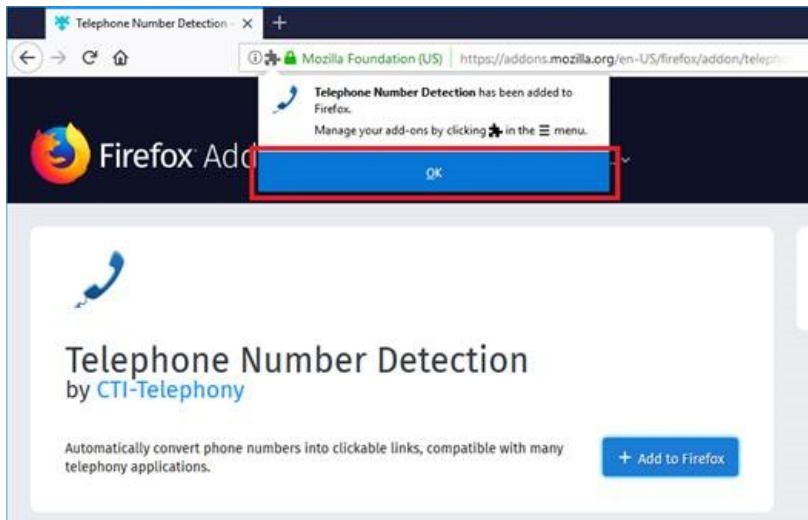 Telephone Number Detection -
Mozilla Foundation (US) https://addons.mozilla.org/en-US/firefox/addon/teleph
Telephone Number Detection has been added to
Firefox.
Manage your add-ons by clicking in the menu.
Firefox Add
OK
Telephone Number Detection
by CTI-Telephony
Automatically convert phone numbers into clickable links, compatible with many
telephony applications.
+ Add to Firefox